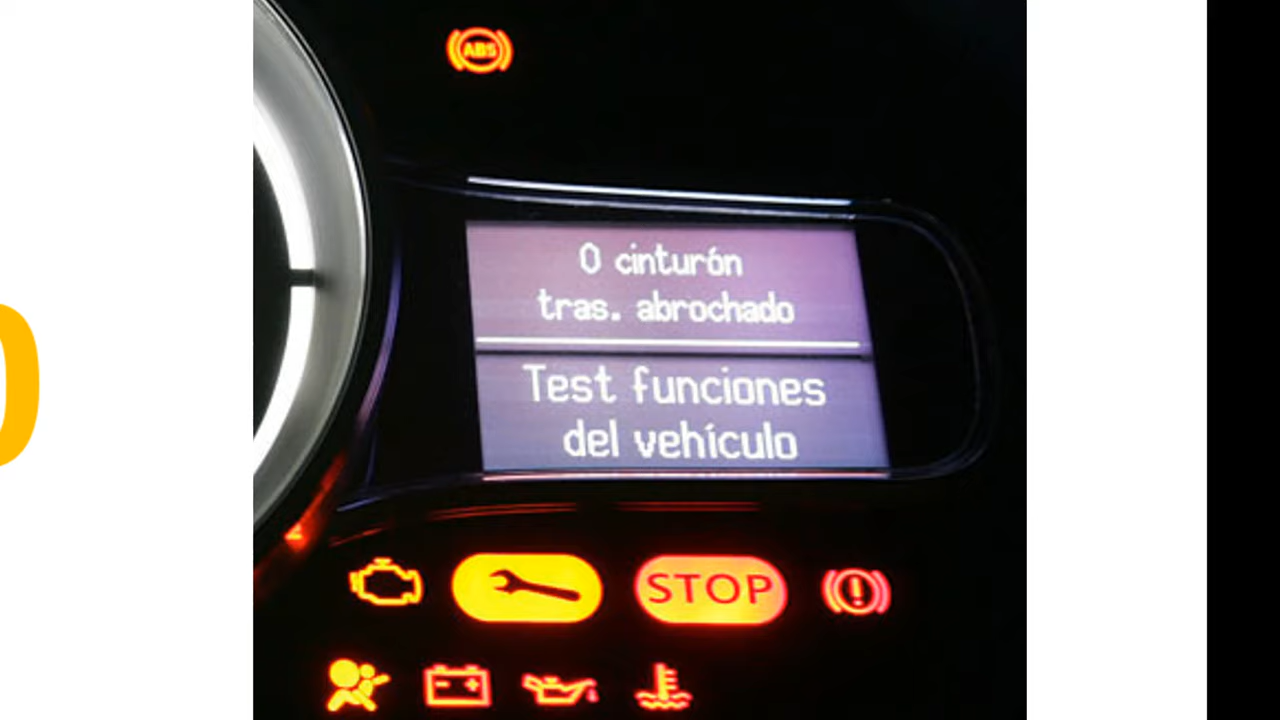 ABS
0 cinturón
tras. abrochado
Test funciones
del vehículo
STOP